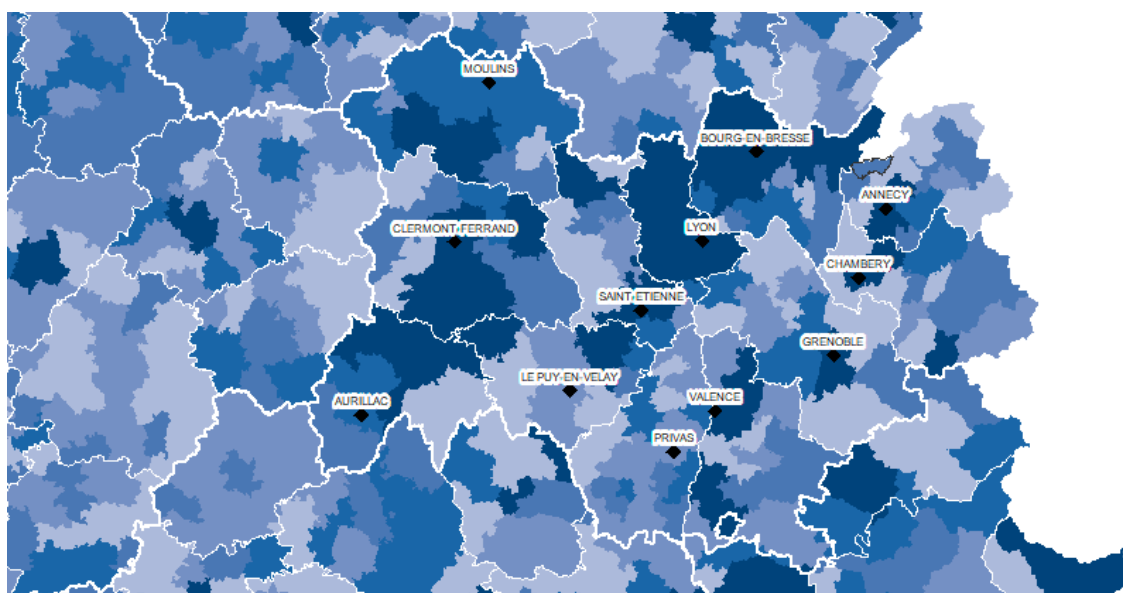 MOULINS
BOURG-EN-BRESSE
ANNECY
CLERMONT-FERRAND
LYON
CHAMBERY
SAINT-ETIENNE
GRENOBLE
LE PUY-EN-VELAY
AURILLAC
VALENCE
PRIVAS